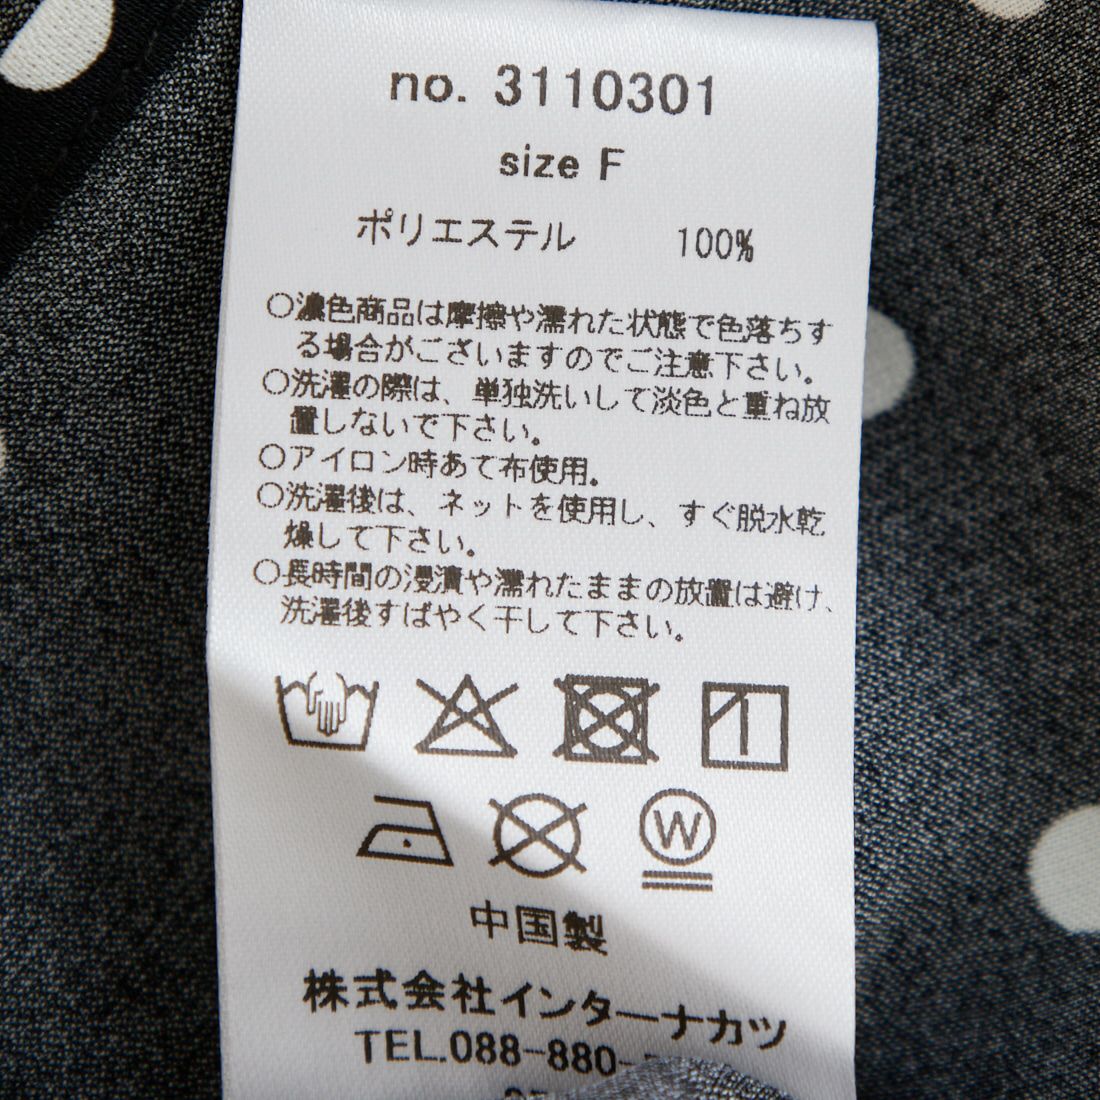 no. 3110301
size F
ポリエステル 100%
○濃色商品は摩擦や濡れた状態で色落ちす
る場合がございますのでご注意下さい。
○洗濯の際は、単独洗いして淡色と重ね放
置しないで下さい。
○アイロン時あて布使用。
○洗濯後は、ネットを使用し、すぐ脱水乾
燥して下さい。
○長時間の浸漬や濡れたままの放置は避け、
洗濯後すばやく干して下さい。
W
中国製
株式会社インターナカツ
TEL.088-880-